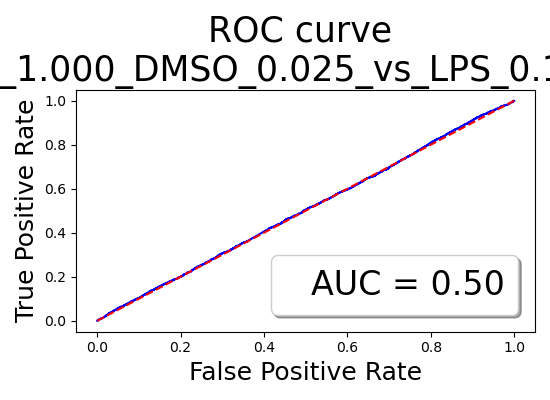 ROC curve
_1.000_DMSO_0.025_vs_LPS_0.1
1.0
0.8
0.6
0.4
0.2
0.0
True Positive Rate
AUC = 0.50
0.0 0.2 0.4 0.6 0.8 1.0
False Positive Rate